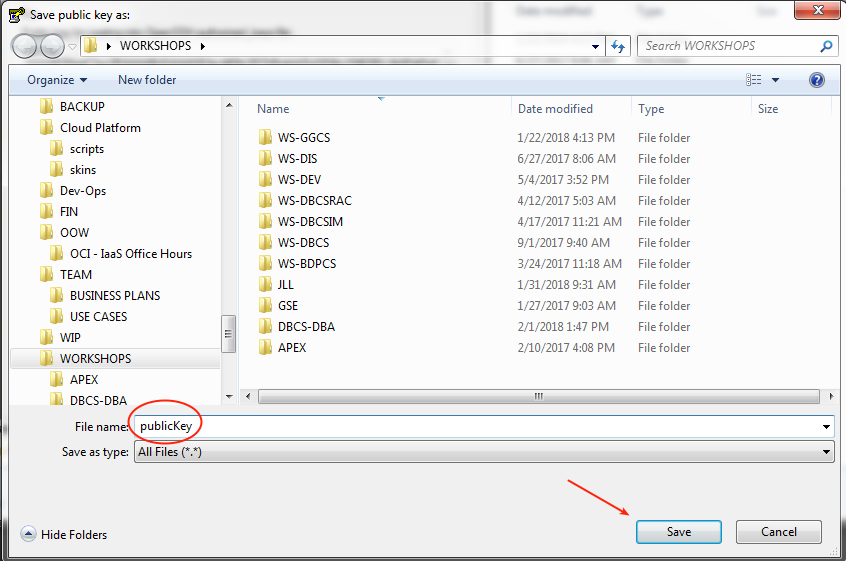 Save public key as:
WORKSHOPS
Search WORKSHOPS
Organize
New folder
BACKUP
Cloud Platform
scripts
skins
Dev-Ops
FIN
OOW
OCI - IaaS Office Hours
TEAM
BUSINESS PLANS
USE CASES
WIP
WORKSHOPS
APEX
DBCS-DBA
Name Date modified Type Size
WS-GGCS 1/22/2018 4:13 PM File folder
WS-DIS 6/27/2017 8:06 AM File folder
WS-DEV 5/4/2017 3:52 PM File folder
WS-DBCSRAC 4/12/2017 5:03 AM File folder
WS-DBCSIM 4/17/2017 11:21 AM File folder
WS-DBCS 9/1/2017 9:40 AM File folder
WS-BDPCS 3/24/2017 11:18 AM File folder
JLL 1/31/2018 9:31 AM File folder
GSE 1/27/2017 9:03 AM File folder
DBCS-DBA 2/1/2018 1:47 PM File folder
APEX 2/10/2017 4:08 PM File folder
File name: publicKey
Save as type: All Files (*.*)
Hide Folders
Save
Cancel